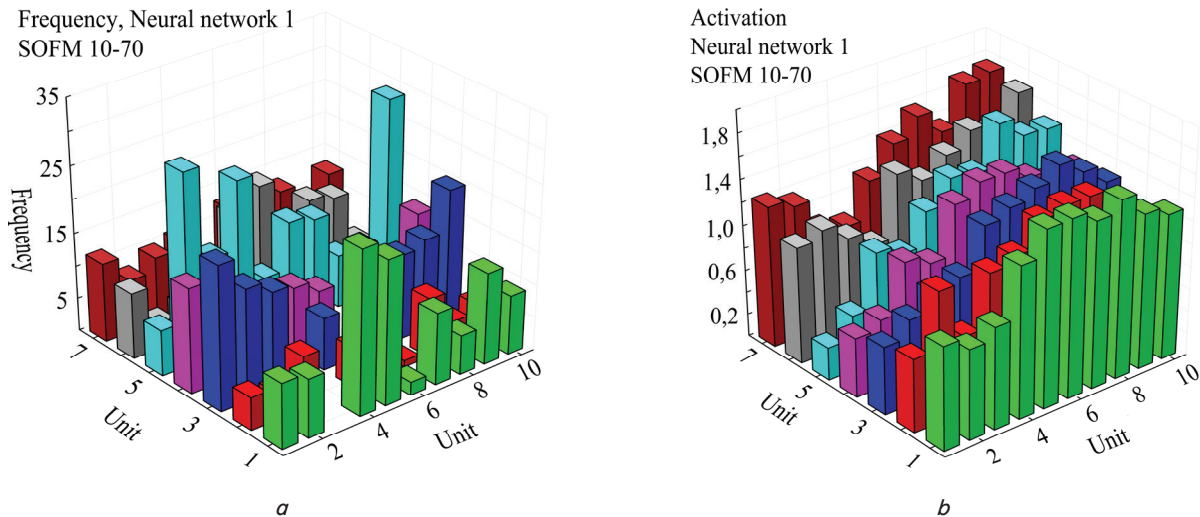 Frequency, Neural network 1
SOFM 10-70
35
25
15
5
Frequency
7
5
3
1
Unit
2
4
6
8
10
Unit
a
Activation
Neural network 1
SOFM 10-70
1,8
1,4
1,0
0,6
0,2
7
5
3
1
Unit
2
4
6
8
10
Unit
b